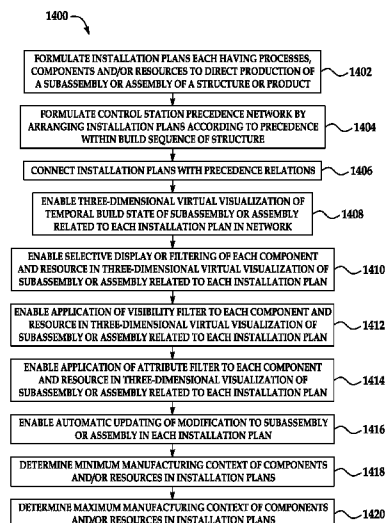 1400
FORMULATE INSTALLATION PLANS EACH HAVING PROCESSES,
COMPONENTS AND/OR RESOURCES TO DIRECT PRODUCTION OF
A SUBASSEMBLY OR ASSEMBLY OF A STRUCTURE OR PRODUCT
1402
FORMULATE CONTROL STATION PRECEDENCE NETWORK BY
ARRANGING INSTALLATION PLANS ACCORDING TO PRECEDENCE
WITHIN BUILD SEQUENCE OF STRUCTURE
1404
CONNECT INSTALLATION PLANS WITH PRECEDENCE RELATIONS
1406
ENABLE THREE-DIMENSIONAL VIRTUAL VISUALIZATION OF
TEMPORAL BUILD STATE OF SUBASSEMBLY OR ASSEMBLY
RELATED TO EACH INSTALLATION PLAN IN NETWORK
1408
ENABLE SELECTIVE DISPLAY OR FILTERING OF EACH COMPONENT
AND RESOURCE IN THREE-DIMENSIONAL VIRTUAL VISUALIZATION OF
SUBASSEMBLY OR ASSEMBLY RELATED TO EACH INSTALLATION PLAN
1410
ENABLE APPLICATION OF VISIBILITY FILTER TO EACH COMPONENT AND
RESOURCE IN THREE-DIMENSIONAL VIRTUAL VISUALIZATION OF
SUBASSEMBLY OR ASSEMBLY RELATED TO EACH INSTALLATION PLAN
1412
ENABLE APPLICATION OF ATTRIBUTE FILTER TO EACH COMPONENT
AND RESOURCE IN THREE-DIMENSIONAL VISUALIZATION OF
SUBASSEMBLY OR ASSEMBLY RELATED TO EACH INSTALLATION PLAN
1414
ENABLE AUTOMATIC UPDATING OF MODIFICATION TO SUBASSEMBLY
OR ASSEMBLY IN EACH INSTALLATION PLAN
1416
DETERMINE MINIMUM MANUFACTURING CONTEXT OF COMPONENTS
AND/OR RESOURCES IN INSTALLATION PLANS
1418
DETERMINE MAXIMUM MANUFACTURING CONTEXT OF COMPONENTS
AND/OR RESOURCES IN INSTALLATION PLANS
1420